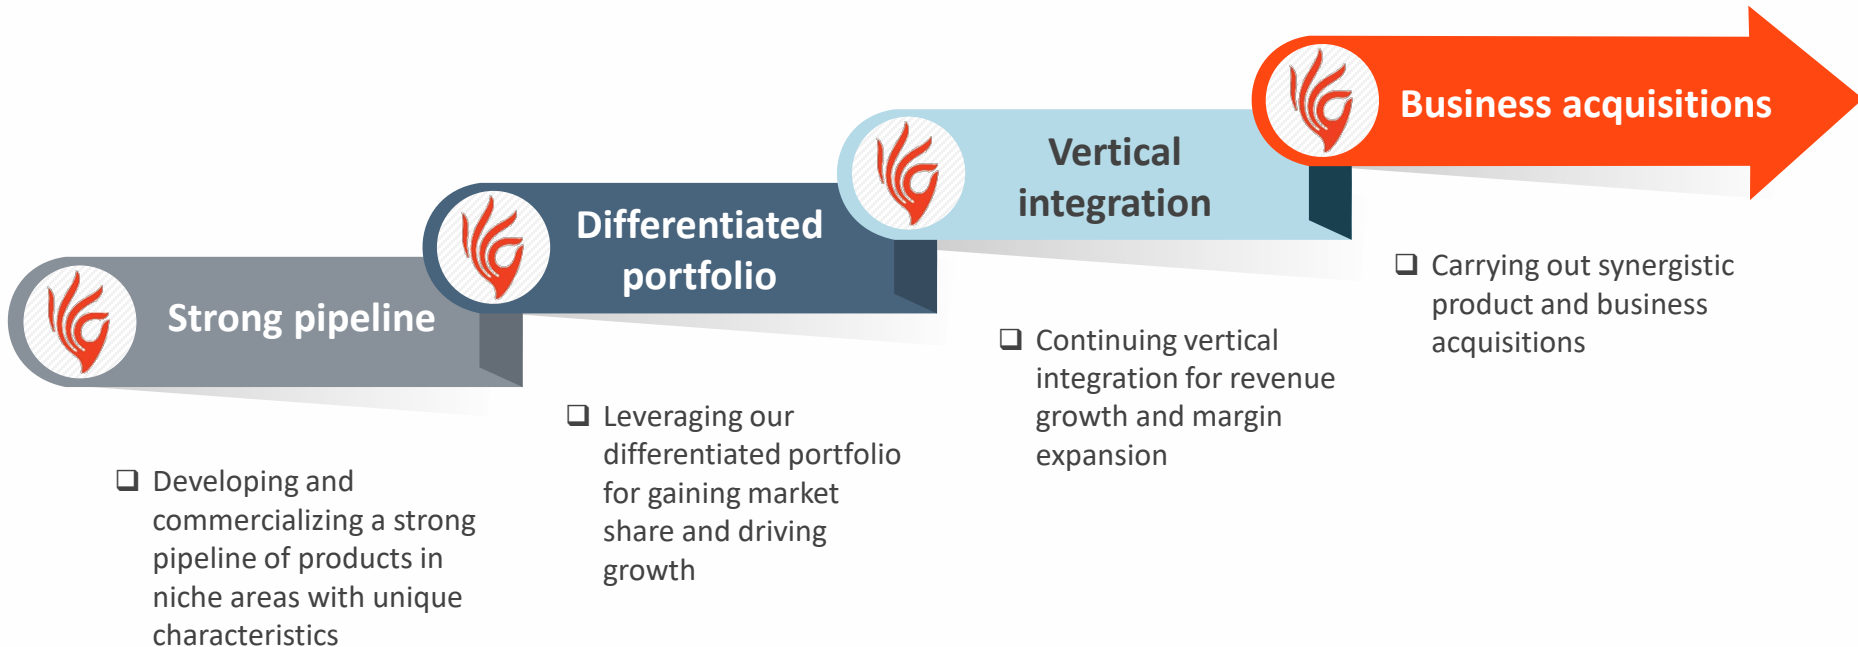 Strong pipeline
❑ Developing and
commercializing a strong
pipeline of products in
niche areas with unique
characteristics
Differentiated
portfolio
❑ Leveraging our
differentiated portfolio
for gaining market
share and driving
growth
Vertical
integration
❑ Continuing vertical
integration for revenue
growth and margin
expansion
Business acquisitions
❑ Carrying out synergistic
product and business
acquisitions